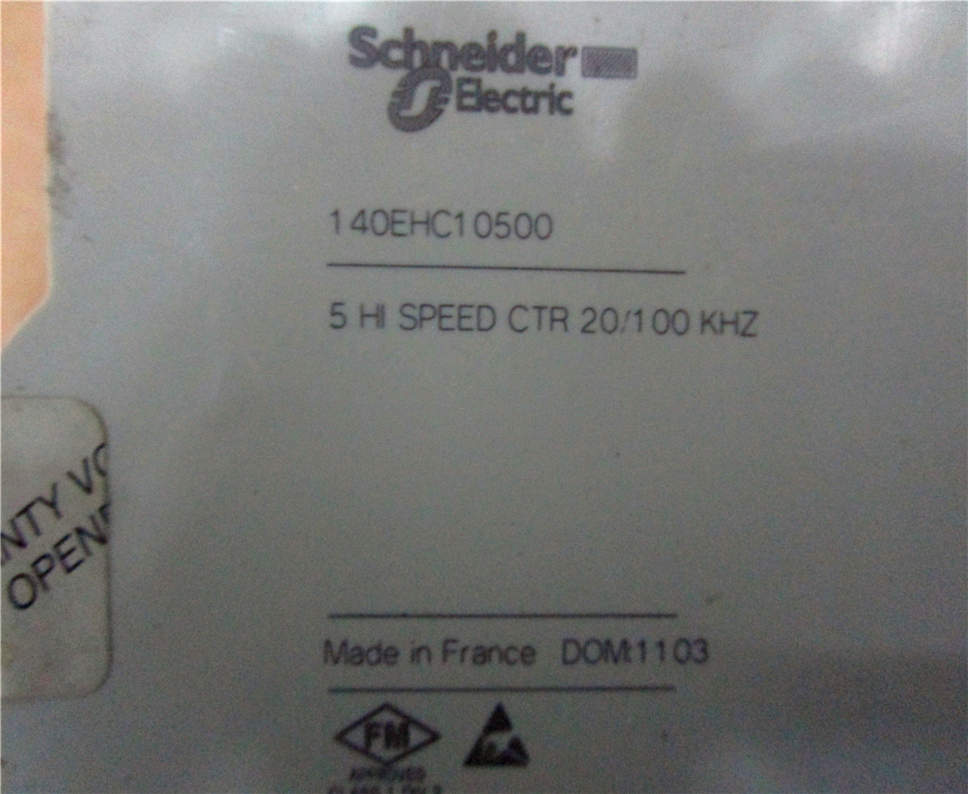 Schneider
Electric
140EHC10500
5 HI SPEED CTR 20/100 KHZ
NTY VO
OPENE
Made in France DOM:1103
FM
APPROVED